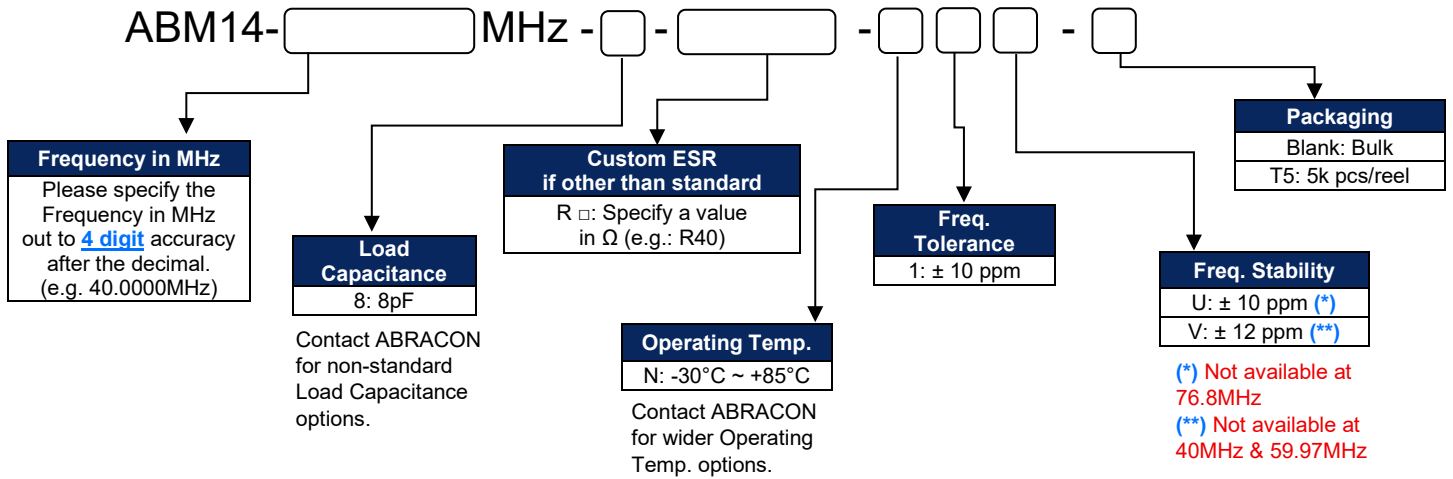 ABM14- MHz - - - -
Frequency in MHz
Please specify the
Frequency in MHz
out to 4 digit accuracy
after the decimal.
(e.g. 40.0000MHz)
Load
Capacitance
8: 8pF
Contact ABRACON
for non-standard
Load Capacitance
options.
Custom ESR
if other than standard
R □: Specify a value
in Ω (e.g.: R40)
Operating Temp.
N: -30°C ~ +85°C
Contact ABRACON
for wider Operating
Temp. options.
Freq.
Tolerance
1: ± 10 ppm
Freq. Stability
U: ± 10 ppm (*)
V: ± 12 ppm (**)
(*) Not available at
76.8MHz
(**) Not available at
40MHz & 59.97MHz
Packaging
Blank: Bulk
T5: 5k pcs/reel